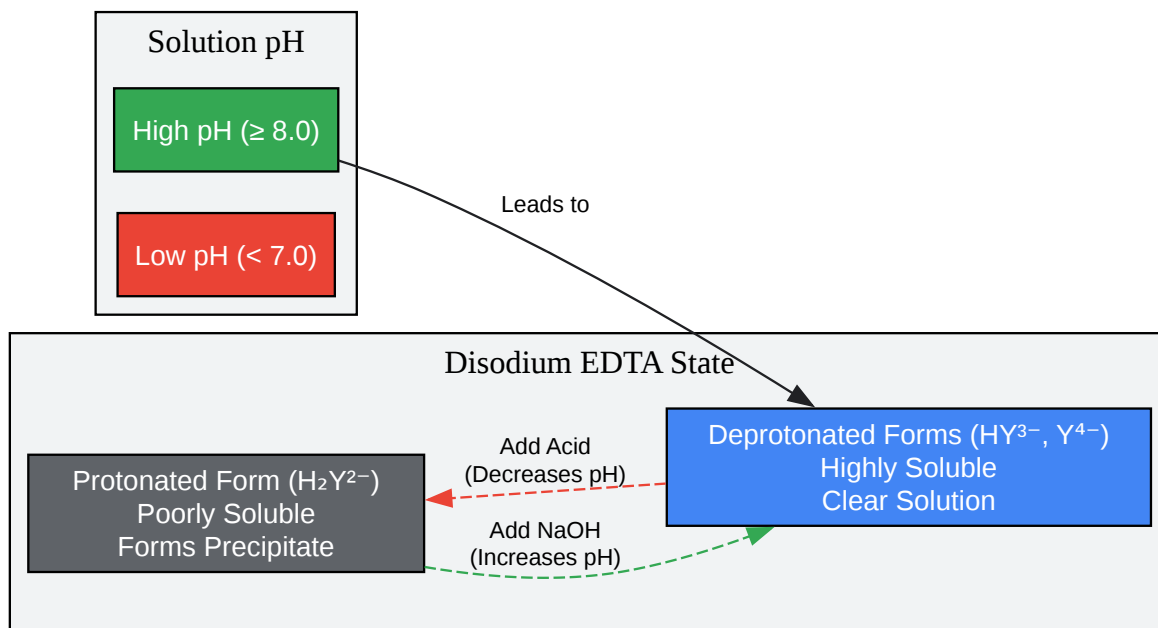 Solution pH
High pH (≥ 8.0)
Low pH (< 7.0)
Leads to
Disodium EDTA State
Protonated Form (H₂Y²⁻)
Poorly Soluble
Forms Precipitate
Add Acid
(Decreases pH)
Add NaOH
(Increases pH)
Deprotonated Forms (HY³⁻, Y⁴⁻)
Highly Soluble
Clear Solution